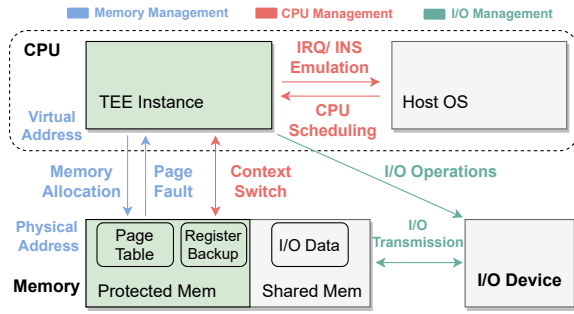 Memory Management
CPU Management
I/O Management
CPU
TEE Instance
IRQ/ INS
Emulation
CPU
Scheduling
Host OS
Virtual
Address
Memory
Allocation
Page
Fault
Context
Switch
I/O Operations
Physical
Address
Page
Table
Register
Backup
I/O Data
I/O
Transmission
Memory
Protected Mem
Shared Mem
I/O Device